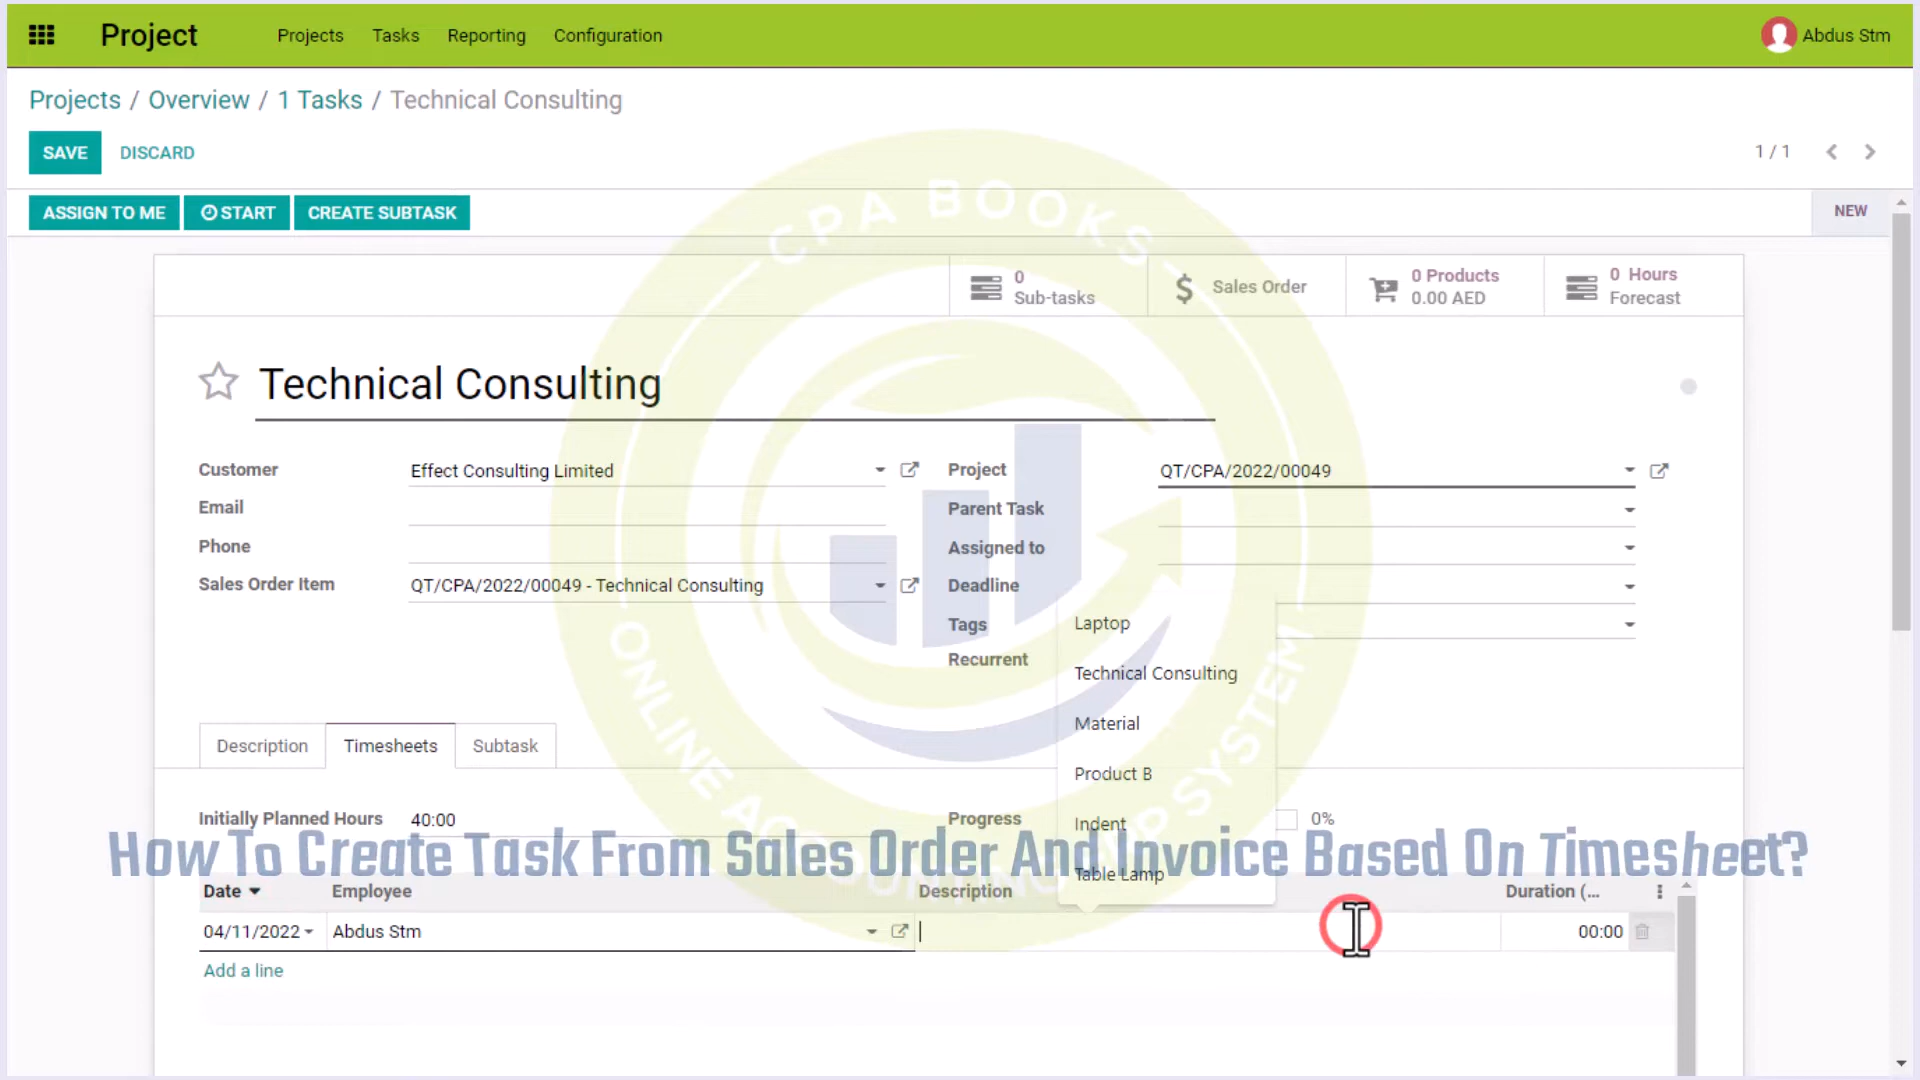 Project
Projects
Tasks
Reporting
Configuration
Abdus Stm
Projects / Overview / 1 Tasks / Technical Consulting
SAVE
DISCARD
1 / 1
ASSIGN TO ME
START
CREATE SUBTASK
NEW
CPA BOOKS
0
Sub-tasks
Sales Order
0 Products
0.00 AED
0 Hours
Forecast
Technical Consulting
Customer
Effect Consulting Limited
Project
QT/CPA/2022/00049
Email
Parent Task
Phone
Assigned to
Sales Order Item
QT/CPA/2022/00049 - Technical Consulting
Deadline
Tags
Recurrent
Laptop
Technical Consulting
Material
Product B
Indent
Table Lamp
Description
Timesheets
Subtask
Initially Planned Hours
40:00
Progress
0%
How To Create Task From Sales Order And Invoice Based On Timesheet?
Date
Employee
Description
Duration (...
04/11/2022
Abdus Stm
00:00
Add a line